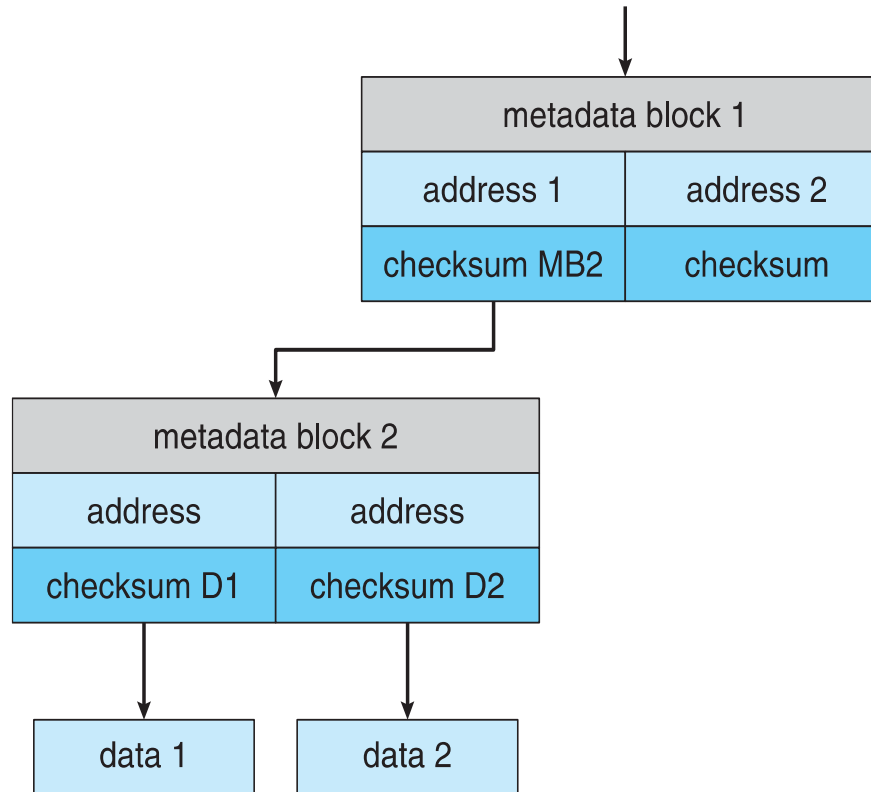 metadata block 1
address 1 address 2
checksum MB2 checksum
metadata block 2
address address
checksum D1 checksum D2
data 1 data 2